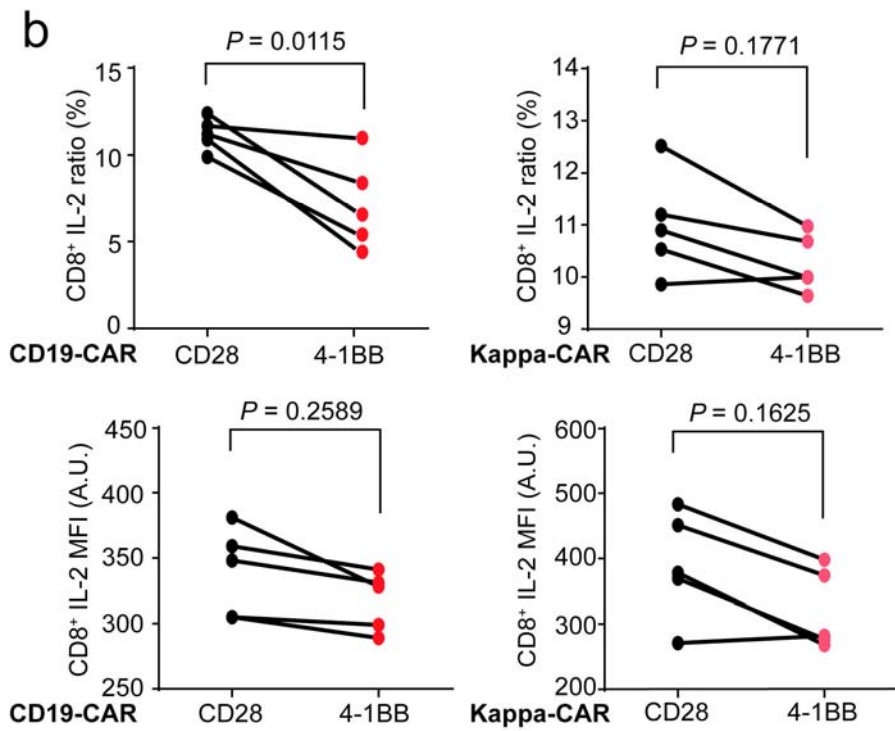 b
P = 0.0115
CD8⁺ IL-2 ratio (%)
15
10
5
0
CD19-CAR CD28 4-1BB
P = 0.1771
CD8⁺ IL-2 ratio (%)
14
13
12
11
10
9
Kappa-CAR CD28 4-1BB
P = 0.2589
CD8⁺ IL-2 MFI (A.U.)
450
400
350
300
250
CD19-CAR CD28 4-1BB
P = 0.1625
CD8⁺ IL-2 MFI (A.U.)
600
500
400
300
200
Kappa-CAR CD28 4-1BB